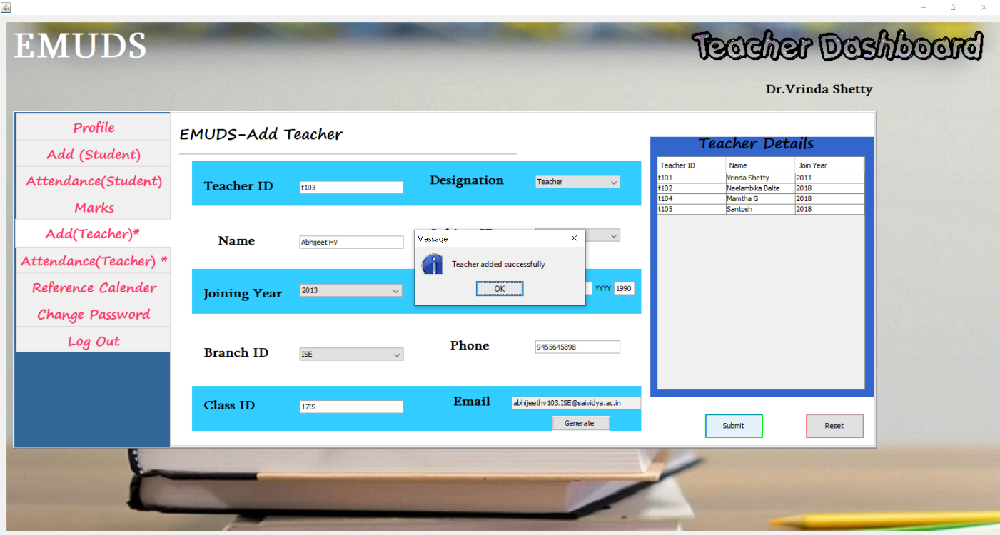 EMUDS
Teacher Dashboard
Dr.Vrinda Shetty
Profile
Add (Student)
Attendance(Student)
Marks
Add(Teacher)*
Attendance(Teacher) *
Reference Calender
Change Password
Log Out
EMUDS-Add Teacher
Teacher ID
t103
Designation
Teacher
Name
Abhijeet HV
Joining Year
2013
YYYY 1990
Branch ID
ISE
Phone
9455645898
Class ID
17IS
Email
abhijeethv103.ISE@saividya.ac.in
Generate
Message
Teacher added successfully
OK
Teacher Details
Teacher ID Name Join Year
t101 Vrinda Shetty 2011
t102 Neelambika Balte 2018
t104 Mamtha G 2018
t105 Santosh 2018
Submit
Reset